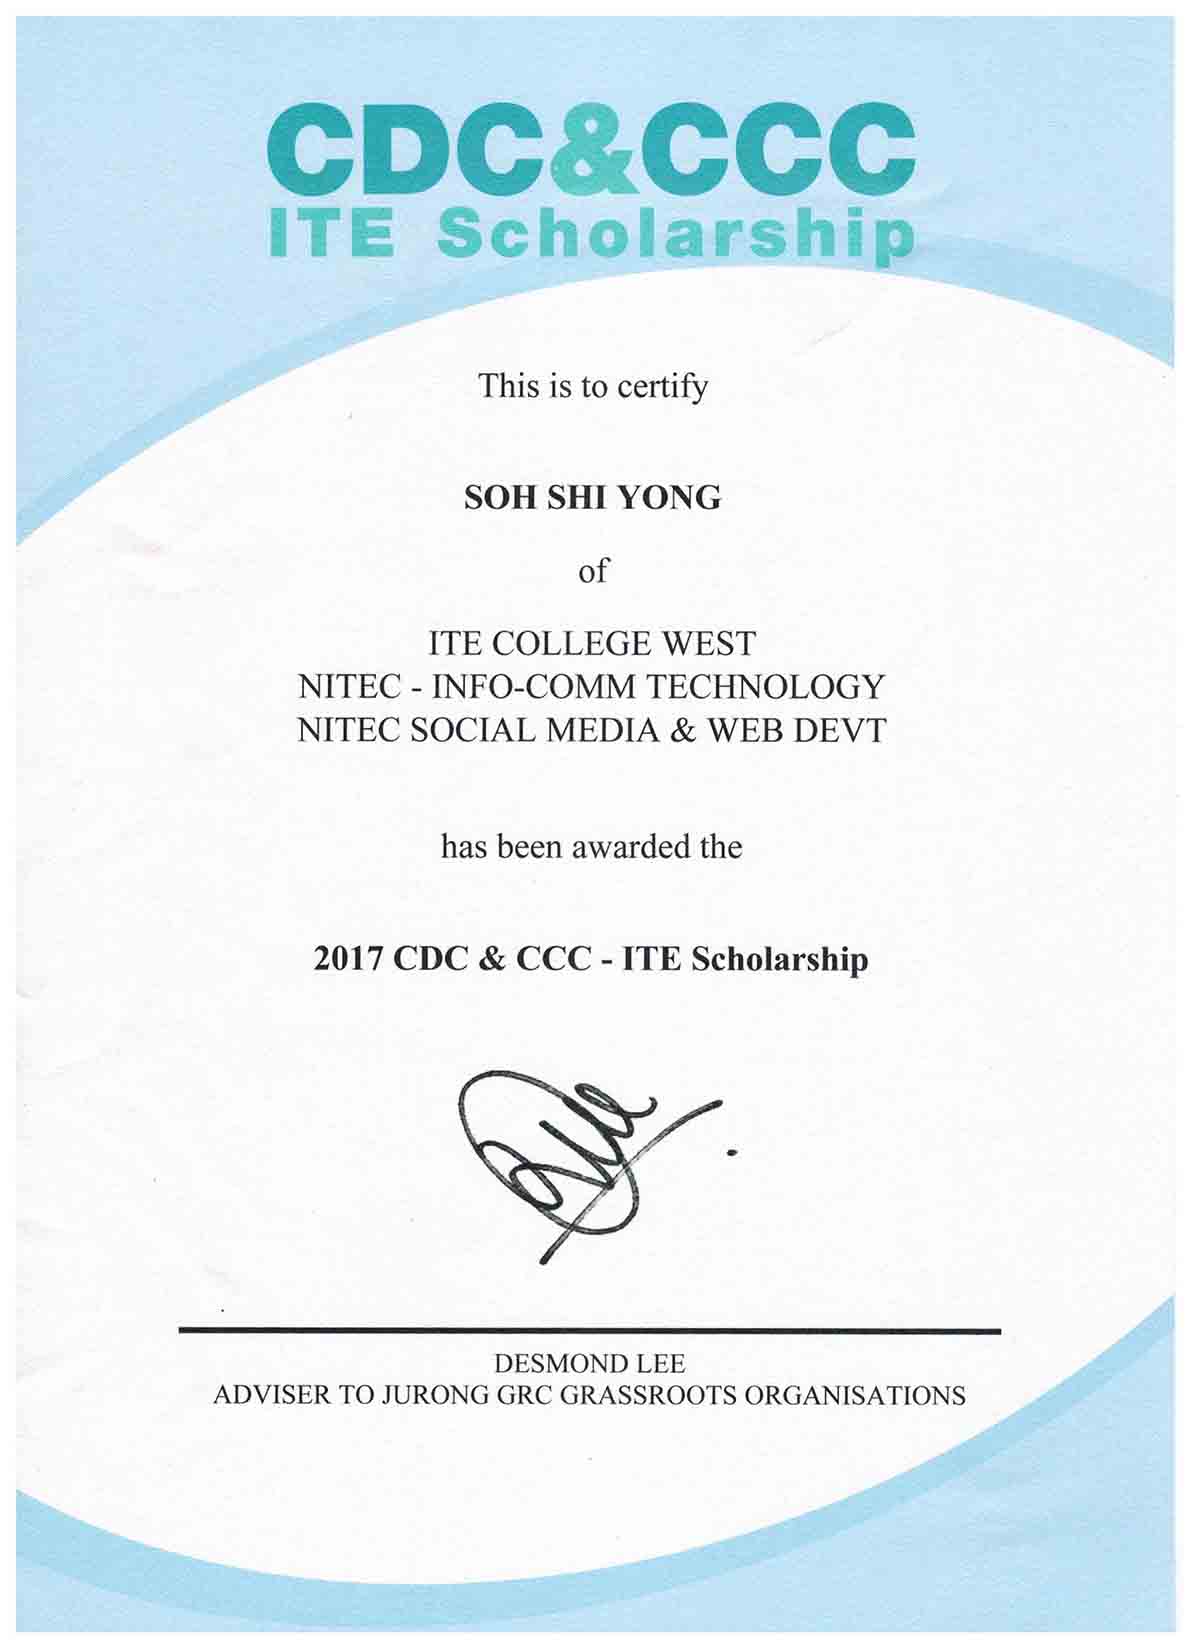 CDC&CCC
ITE Scholarship
This is to certify
SOH SHI YONG
of
ITE COLLEGE WEST
NITEC - INFO-COMM TECHNOLOGY
NITEC SOCIAL MEDIA & WEB DEVT
has been awarded the
2017 CDC & CCC - ITE Scholarship
DESMOND LEE
ADVISER TO JURONG GRC GRASSROOTS ORGANISATIONS